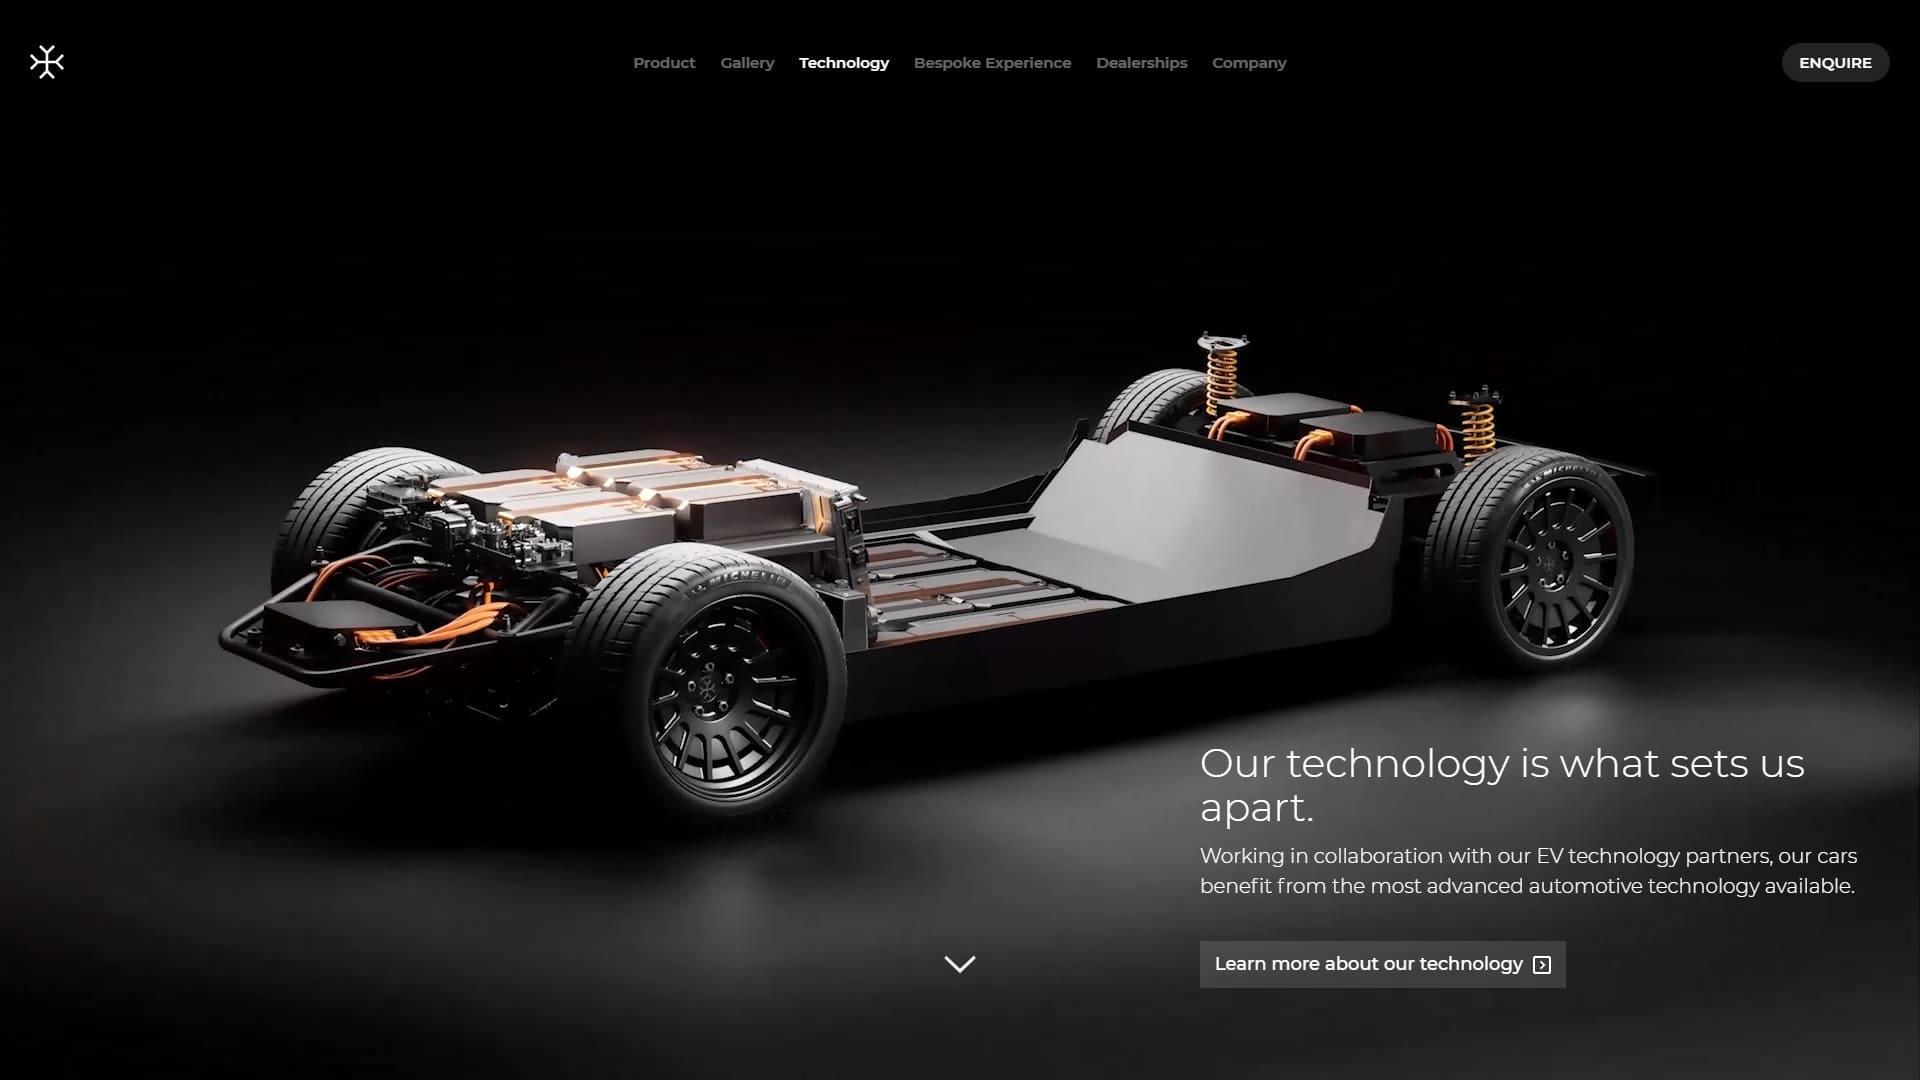 Product
Gallery
Technology
Bespoke Experience
Dealerships
Company
ENQUIRE
MICHELIN
MICHELIN
Our technology is what sets us
apart.
Working in collaboration with our EV technology partners, our cars
benefit from the most advanced automotive technology available.
Learn more about our technology